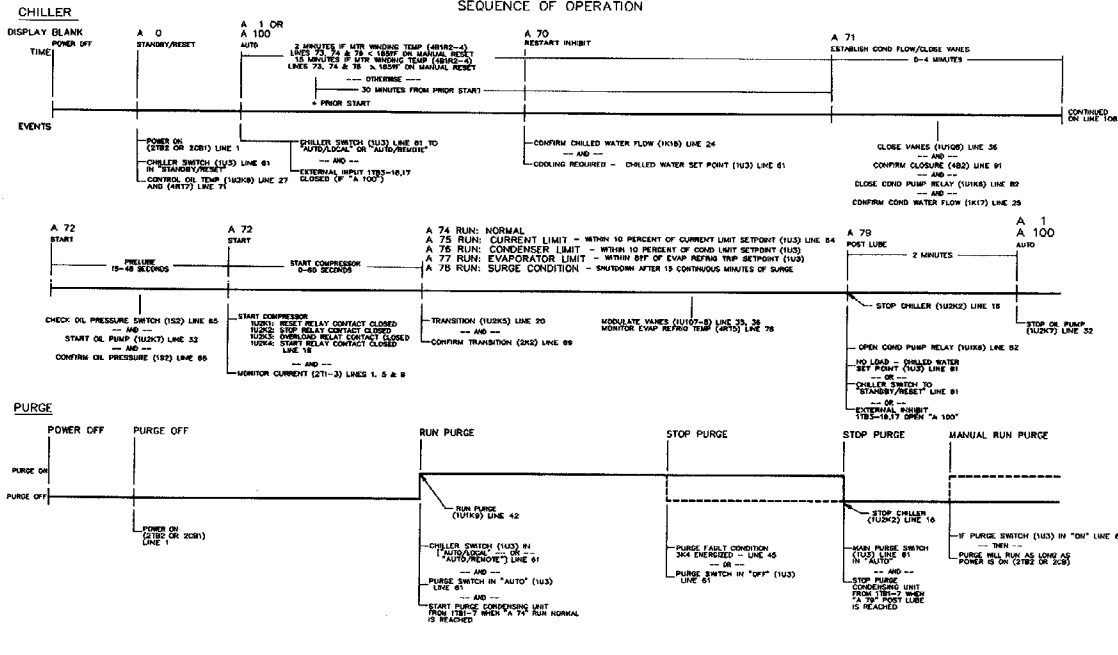 SEQUENCE OF OPERATION
CHILLER
DISPLAY BLANK
POWER OFF
TIME
EVENTS
A 0
STANDBY/RESET
A 1 OR
A 100
AUTO
2 MINUTES IF MTR WINDING TEMP (4B1R2-4)
LINES 73, 74 & 75 < 165°F ON MANUAL RESET
15 MINUTES IF MTR WINDING TEMP (4B1R2-4)
LINES 73, 74 & 75 > 165°F ON MANUAL RESET
--- OTHERWISE ---
30 MINUTES FROM PRIOR START
* PRIOR START
A 70
RESTART INHIBIT
A 71
ESTABLISH COND FLOW/CLOSE VANES
0-4 MINUTES
CONTINUED
ON LINE 108
POWER ON
(2TB2 OR 2CB1) LINE 1
CHILLER SWITCH (1U3) LINE 61
IN "STANDBY/RESET"
CONTROL OIL TEMP (1U2K8) LINE 27
AND (4RT7) LINE 71
CHILLER SWITCH (1U3) LINE 61 TO
"AUTO/LOCAL" OR "AUTO/REMOTE"
-- AND --
EXTERNAL INPUT 1TB3-16,17
CLOSED (IF "A 100")
CONFIRM CHILLED WATER FLOW (1K16) LINE 24
-- AND --
COOLING REQUIRED - CHILLED WATER SET POINT (1U3) LINE 61
CLOSE VANES (1U1Q8) LINE 36
-- AND --
CONFIRM CLOSURE (4B2) LINE 91
-- AND --
CLOSE COND PUMP RELAY (1U1K6) LINE 82
-- AND --
CONFIRM COND WATER FLOW (1K17) LINE 25
A 72
START
PRELUBE
15-48 SECONDS
A 72
START
START COMPRESSOR
0-60 SECONDS
A 74 RUN: NORMAL
A 75 RUN: CURRENT LIMIT - WITHIN 10 PERCENT OF CURRENT LIMIT SETPOINT (1U3) LINE 64
A 76 RUN: CONDENSER LIMIT - WITHIN 10 PERCENT OF COND LIMIT SETPOINT (1U3)
A 77 RUN: EVAPORATOR LIMIT - WITHIN 6°F OF EVAP REFRIG TRIP SETPOINT (1U3)
A 78 RUN: SURGE CONDITION - SHUTDOWN AFTER 15 CONTINUOUS MINUTES OF SURGE
A 79
POST LUBE
2 MINUTES
A 1
A 100
AUTO
CHECK OIL PRESSURE SWITCH (1S2) LINE 85
-- AND --
START OIL PUMP (1U2K7) LINE 32
-- AND --
CONFIRM OIL PRESSURE (1S2) LINE 85
START COMPRESSOR
1U2K1: RESET RELAY CONTACT CLOSED
1U2K2: STOP RELAY CONTACT CLOSED
1U2K3: OVERLOAD RELAY CONTACT CLOSED
1U2K4: START RELAY CONTACT CLOSED
LINE 16
-- AND --
MONITOR CURRENT (2T1-3) LINES 1, 5 & 9
TRANSITION (1U2K5) LINE 20
-- AND --
CONFIRM TRANSITION (2K2) LINE 89
MODULATE VANES (1U1Q7-8) LINE 35, 36
MONITOR EVAP REFRIG TEMP (4RT5) LINE 78
STOP CHILLER (1U2K2) LINE 16
STOP OIL PUMP
(1U2K7) LINE 32
OPEN COND PUMP RELAY (1U1K6) LINE 82
NO LOAD - CHILLED WATER
SET POINT (1U3) LINE 61
-- OR --
CHILLER SWITCH TO
"STANDBY/RESET" LINE 61
-- OR --
EXTERNAL INHIBIT
1TB3-16,17 OPEN "A 100"
PURGE
POWER OFF
PURGE OFF
RUN PURGE
STOP PURGE
STOP PURGE
MANUAL RUN PURGE
PURGE ON
PURGE OFF
POWER ON
(2TB2 OR 2CB1)
LINE 1
RUN PURGE
(1U1K9) LINE 42
CHILLER SWITCH (1U3) IN
["AUTO/LOCAL" --- OR --
"AUTO/REMOTE"] LINE 61
-- AND --
PURGE SWITCH IN "AUTO" (1U3)
LINE 61
-- AND --
START PURGE CONDENSING UNIT
FROM 1TB1-7 WHEN "A 74" RUN NORMAL
IS REACHED
PURGE FAULT CONDITION
3K4 ENERGIZED - LINE 45
-- OR --
PURGE SWITCH IN "OFF" (1U3)
LINE 61
STOP CHILLER
(1U2K2) LINE 16
MAIN PURGE SWITCH
(1U3) LINE 61
IN "AUTO"
-- AND --
STOP PURGE
CONDENSING UNIT
FROM 1TB1-7 WHEN
"A 79" POST LUBE
IS REACHED
IF PURGE SWITCH (1U3) IN "ON" LINE 6
--- THEN --
PURGE WILL RUN AS LONG AS
POWER IS ON (2TB2 OR 2CB)